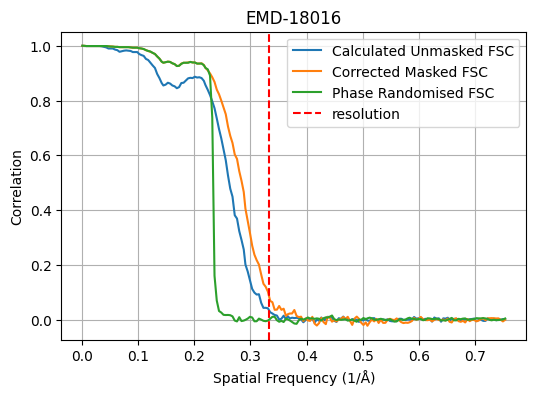 EMD-18016
Calculated Unmasked FSC
Corrected Masked FSC
Phase Randomised FSC
resolution
Correlation
1.0
0.8
0.6
0.4
0.2
0.0
0.0 0.1 0.2 0.3 0.4 0.5 0.6 0.7
Spatial Frequency (1/Å)